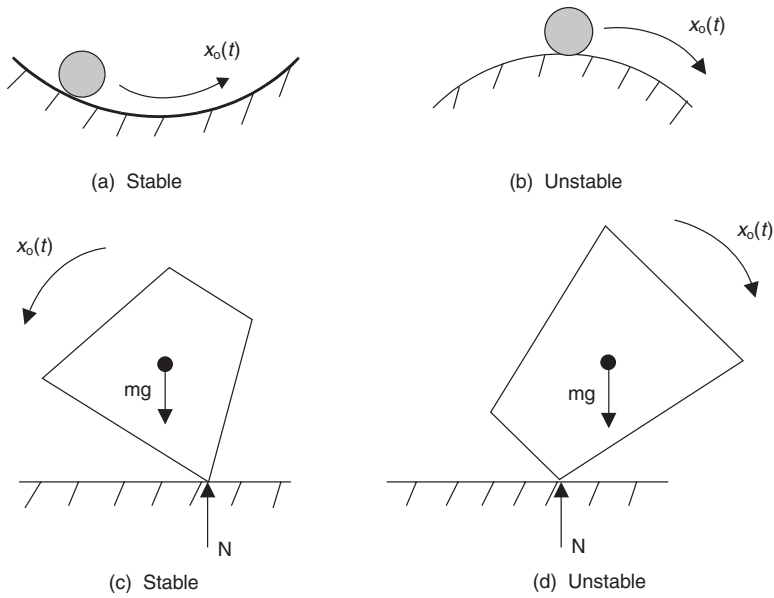 xₒ(t)
xₒ(t)
(a) Stable
(b) Unstable
xₒ(t)
xₒ(t)
mg
mg
N
N
(c) Stable
(d) Unstable